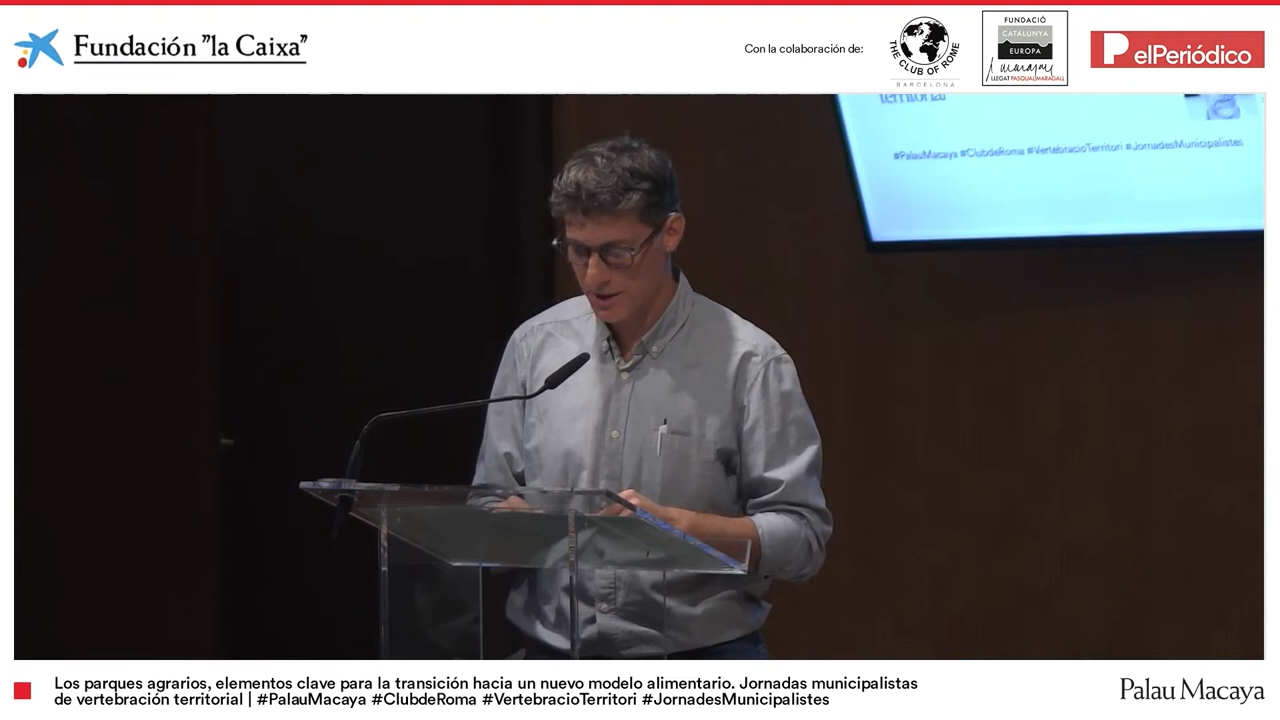 Fundación "la Caixa"
Con la colaboración de:
THE CLUB OF ROME
BARCELONA
FUNDACIÓ
CATALUNYA
EUROPA
LLEGAT PASQUAL MARAGALL
elPeriódico
territorial
#PalauMacaya #ClubdeRoma #VertebracioTerritori #JornadesMunicipalistes
Los parques agrarios, elementos clave para la transición hacia un nuevo modelo alimentario. Jornadas municipalistas
de vertebración territorial | #PalauMacaya #ClubdeRoma #VertebracioTerritori #JornadesMunicipalistes
Palau Macaya